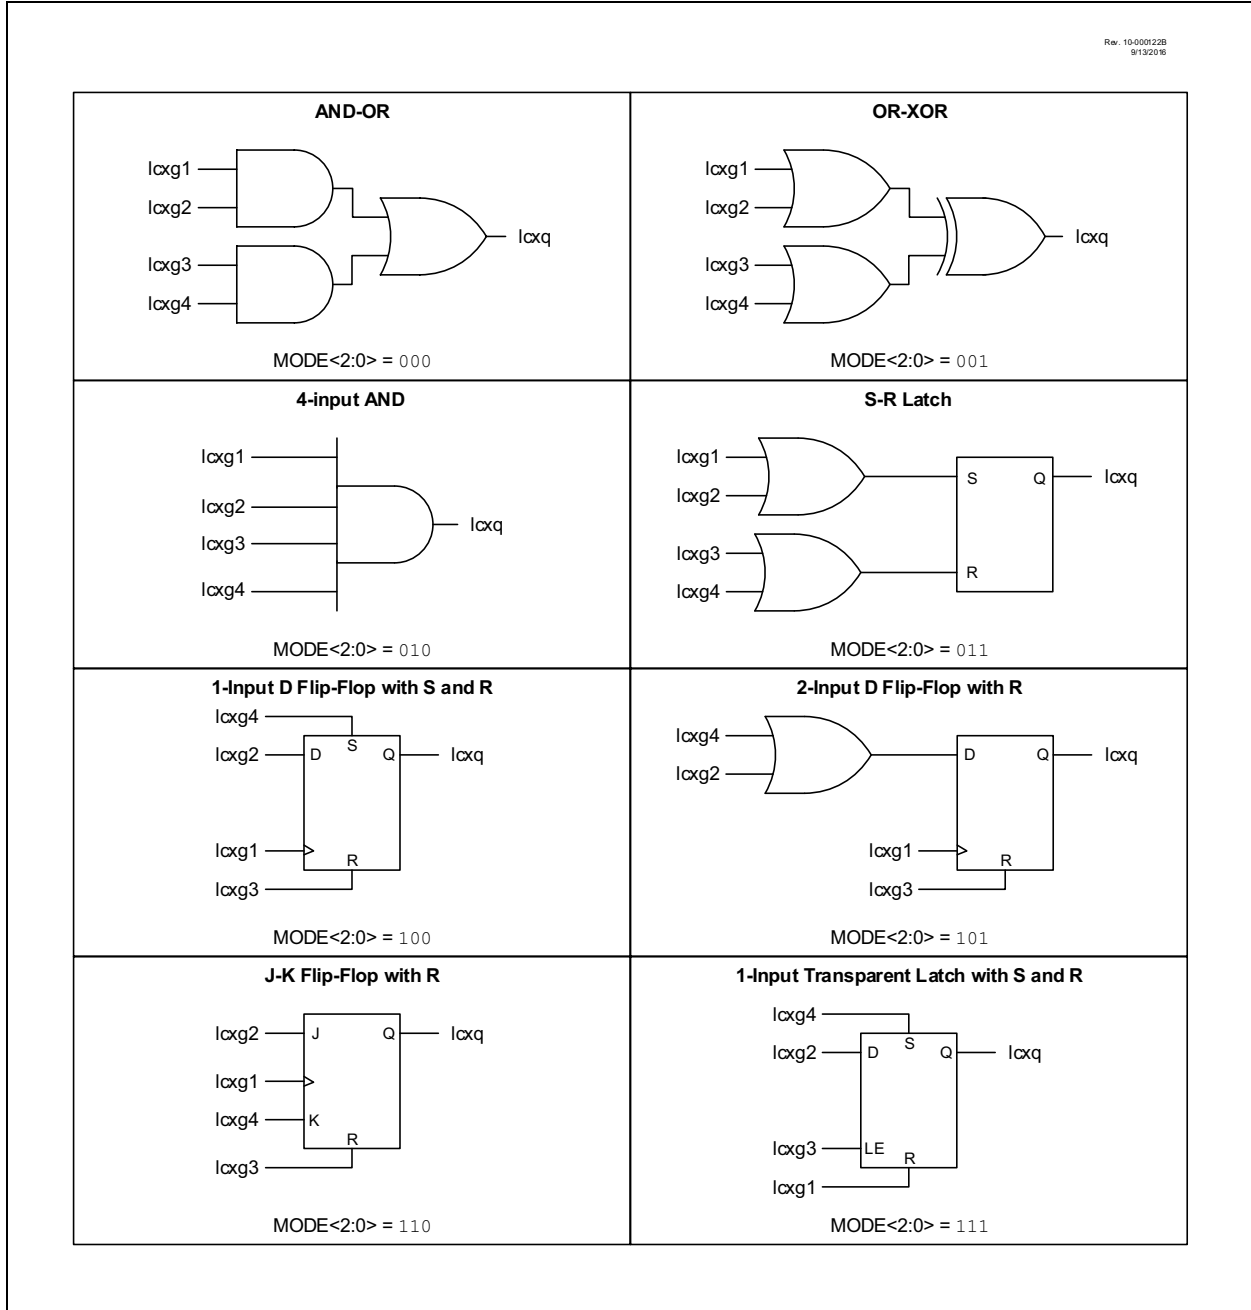 Rev. 10-000122B
9/13/2016
AND-OR
lcxg1
lcxg2
lcxg3
lcxg4
lcxq
MODE<2:0> = 000
OR-XOR
lcxg1
lcxg2
lcxg3
lcxg4
lcxq
MODE<2:0> = 001
4-input AND
lcxg1
lcxg2
lcxg3
lcxg4
lcxq
MODE<2:0> = 010
S-R Latch
lcxg1
lcxg2
lcxg3
lcxg4
S
Q
lcxq
R
MODE<2:0> = 011
1-Input D Flip-Flop with S and R
lcxg4
S
lcxg2
D
Q
lcxq
lcxg1
R
lcxg3
MODE<2:0> = 100
2-Input D Flip-Flop with R
lcxg4
lcxg2
D
Q
lcxq
lcxg1
R
lcxg3
MODE<2:0> = 101
J-K Flip-Flop with R
lcxg2
J
Q
lcxq
lcxg1
lcxg4
K
R
lcxg3
MODE<2:0> = 110
1-Input Transparent Latch with S and R
lcxg4
S
lcxg2
D
Q
lcxq
lcxg3
LE
R
lcxg1
MODE<2:0> = 111